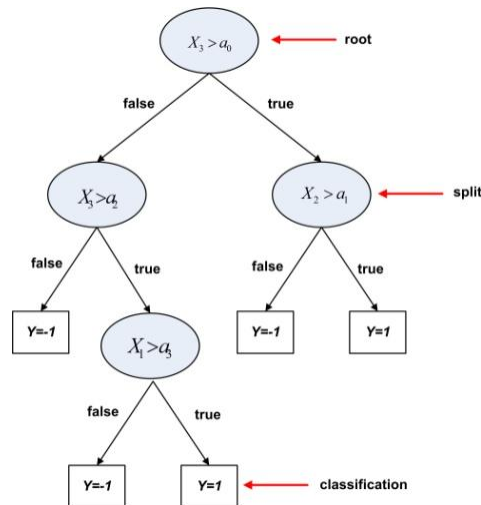 X₃ > a₀
root
false
true
X₃>a₂
X₂ > a₁
split
false
true
false
true
Y=-1
Y=-1
Y=1
X₁>a₃
false
true
Y=-1
Y=1
classification